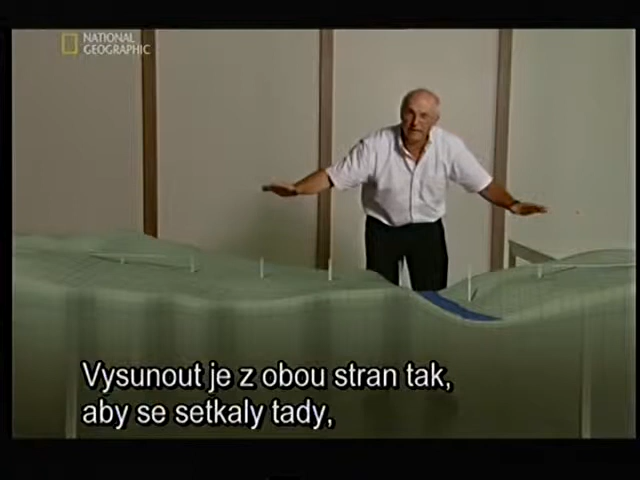 NATIONAL
GEOGRAPHIC
Vysunout je z obou stran tak,
aby se setkaly tady,